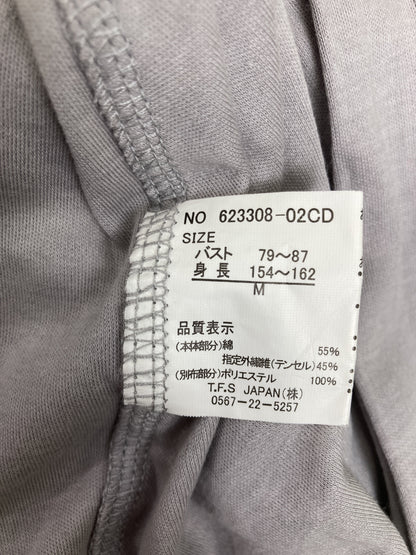 NO 623308-02CD
SIZE
バスト 79〜87
身長 154〜162
M
品質表示
(本体部分)綿 55%
指定外繊維(テンセル)45%
(別布部分)ポリエステル 100%
T.F.S JAPAN(株)
0567-22-5257